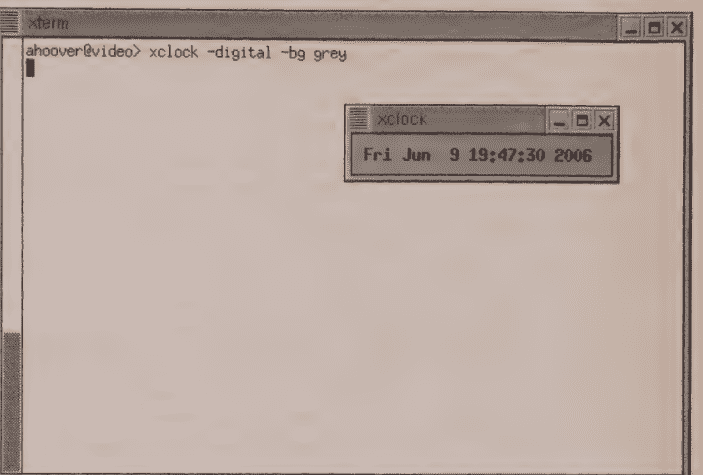 xterm
ahoover@video> xclock -digital -bg grey
xclock
Fri Jun  9 19:47:30 2006